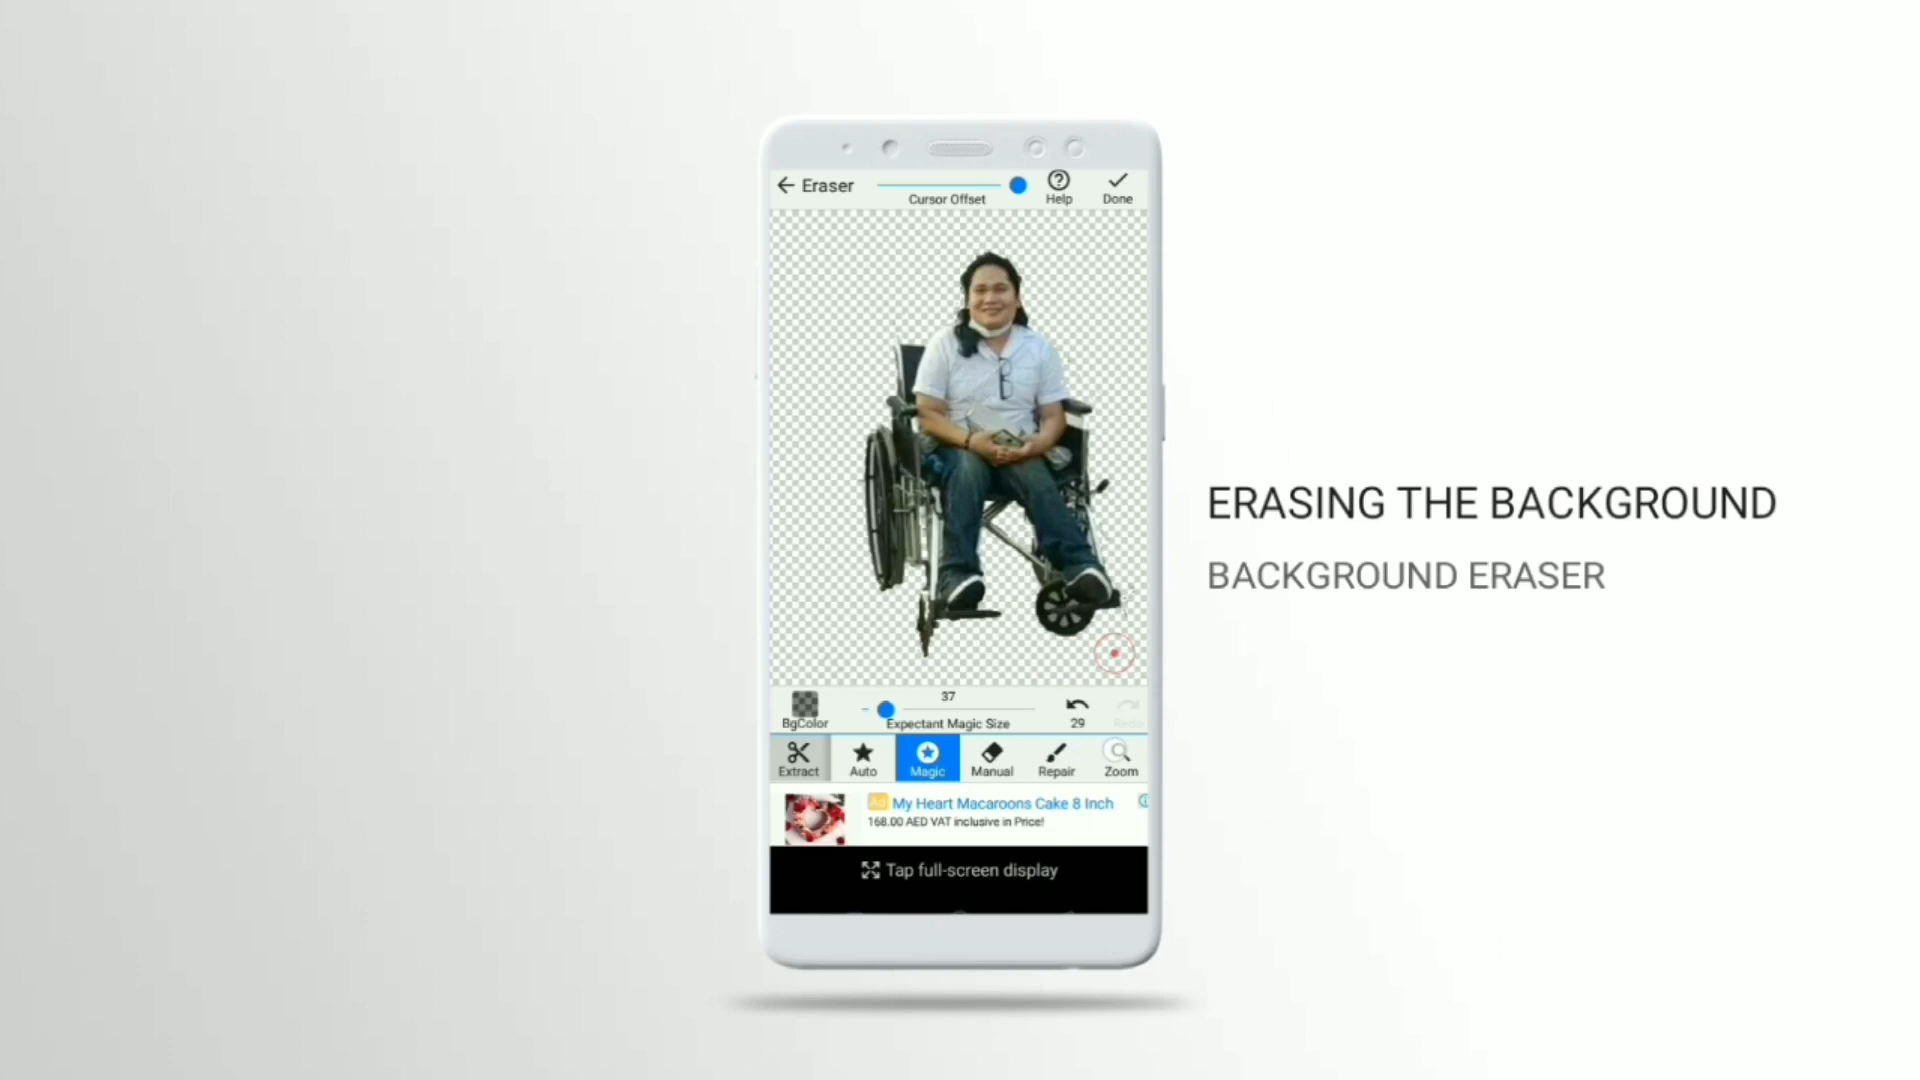 Eraser
Cursor Offset
Help
Done
ERASING THE BACKGROUND
BACKGROUND ERASER
37
BgColor
Expectant Magic Size
29
Redo
Extract
Auto
Magic
Manual
Repair
Zoom
Ad My Heart Macaroons Cake 8 Inch
168.00 AED VAT inclusive in Price!
Tap full-screen display